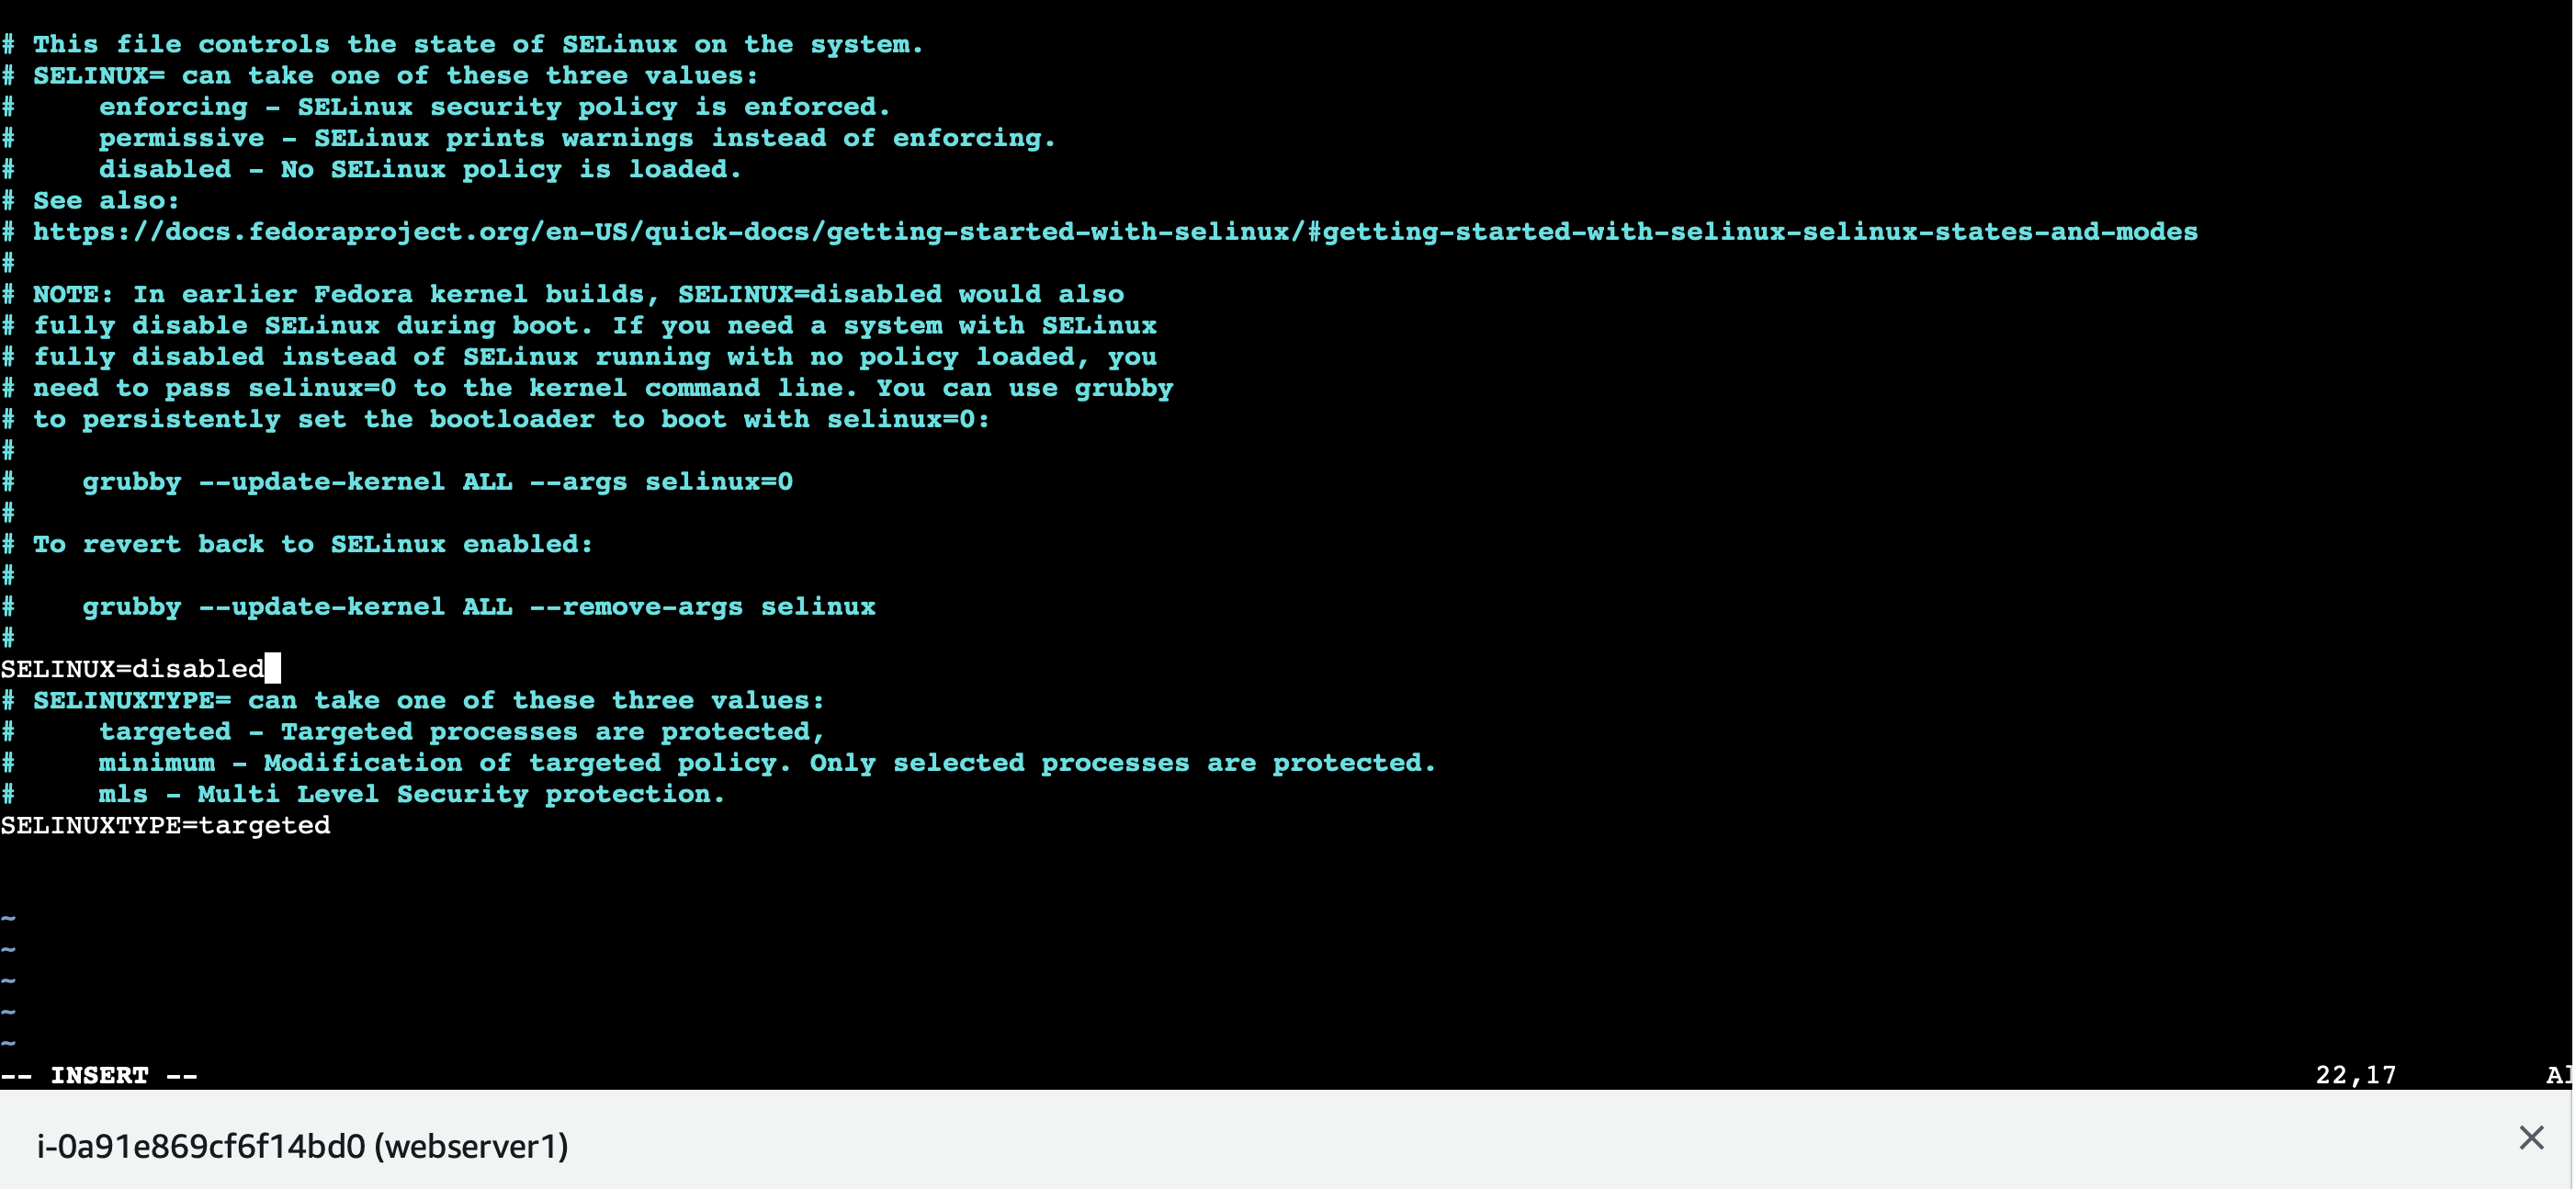 # This file controls the state of SELinux on the system.
# SELINUX= can take one of these three values:
#     enforcing - SELinux security policy is enforced.
#     permissive - SELinux prints warnings instead of enforcing.
#     disabled - No SELinux policy is loaded.
# See also:
# https://docs.fedoraproject.org/en-US/quick-docs/getting-started-with-selinux/#getting-started-with-selinux-selinux-states-and-modes
#
# NOTE: In earlier Fedora kernel builds, SELINUX=disabled would also
# fully disable SELinux during boot. If you need a system with SELinux
# fully disabled instead of SELinux running with no policy loaded, you
# need to pass selinux=0 to the kernel command line. You can use grubby
# to persistently set the bootloader to boot with selinux=0:
#
#    grubby --update-kernel ALL --args selinux=0
#
# To revert back to SELinux enabled:
#
#    grubby --update-kernel ALL --remove-args selinux
#
SELINUX=disabled
# SELINUXTYPE= can take one of these three values:
#     targeted - Targeted processes are protected,
#     minimum - Modification of targeted policy. Only selected processes are protected.
#     mls - Multi Level Security protection.
SELINUXTYPE=targeted
~
~
~
~
~
-- INSERT -- 22,17
i-0a91e869cf6f14bd0 (webserver1)